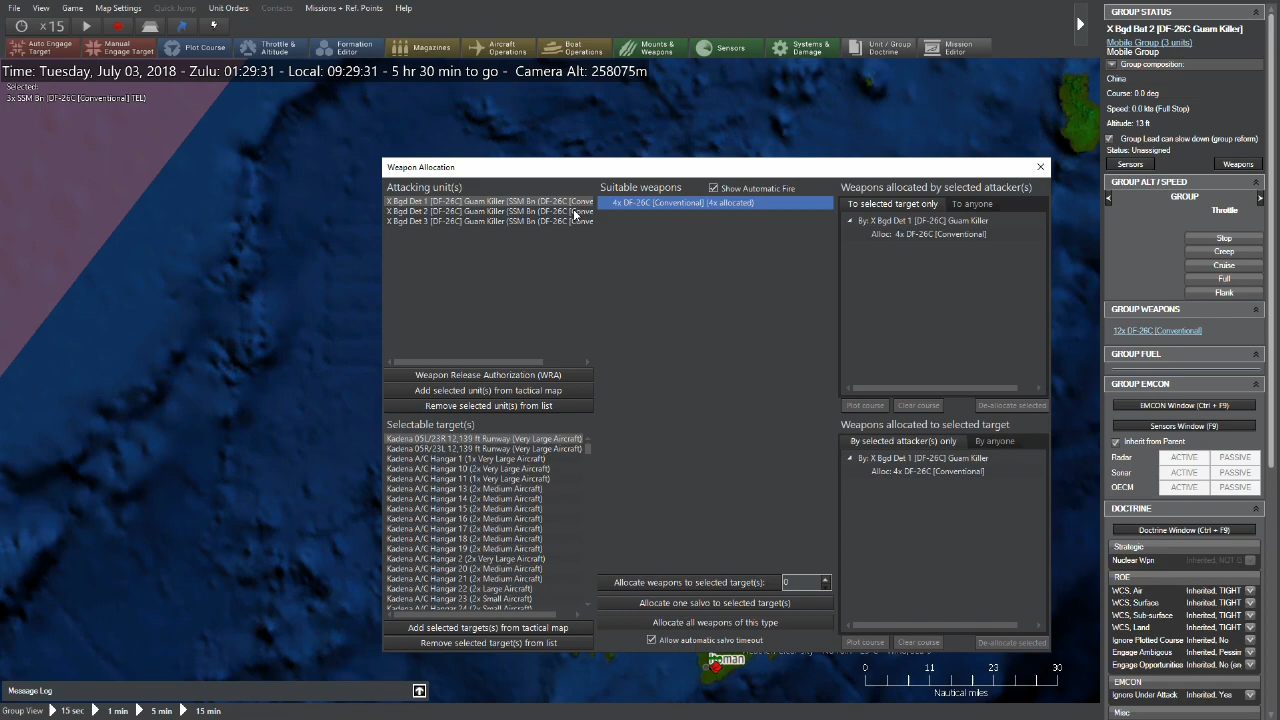 File View Game Map Settings Quick Jump Unit Orders Contacts Missions + Ref. Points Help
×15
Auto Engage Target
Manual Engage Target
Plot Course
Throttle & Altitude
Formation Editor
Magazines
Aircraft Operations
Boat Operations
Mounts & Weapons
Sensors
Systems & Damage
Unit / Group Doctrine
Mission Editor
Time: Tuesday, July 03, 2018 - Zulu: 01:29:31 - Local: 09:29:31 - 5 hr 30 min to go - Camera Alt: 258075m
Selected:
3x SSM Bn [DF-26C [Conventional] TEL)
Weapon Allocation
Attacking unit(s)
X Bgd Det 1 [DF-26C] Guam Killer (SSM Bn (DF-26C [Conve
X Bgd Det 2 [DF-26C] Guam Killer (SSM Bn (DF-26C [Conve
X Bgd Det 3 [DF-26C] Guam Killer (SSM Bn (DF-26C [Conve
Weapon Release Authorization (WRA)
Add selected unit(s) from tactical map
Remove selected unit(s) from list
Selectable target(s)
Kadena 05L/23R 12,139 ft Runway (Very Large Aircraft)
Kadena 05R/23L 12,139 ft Runway (Very Large Aircraft)
Kadena A/C Hangar 1 (1x Very Large Aircraft)
Kadena A/C Hangar 10 (2x Very Large Aircraft)
Kadena A/C Hangar 11 (1x Very Large Aircraft)
Kadena A/C Hangar 13 (2x Medium Aircraft)
Kadena A/C Hangar 14 (2x Medium Aircraft)
Kadena A/C Hangar 15 (2x Medium Aircraft)
Kadena A/C Hangar 16 (2x Medium Aircraft)
Kadena A/C Hangar 17 (2x Medium Aircraft)
Kadena A/C Hangar 18 (2x Medium Aircraft)
Kadena A/C Hangar 19 (2x Medium Aircraft)
Kadena A/C Hangar 2 (2x Very Large Aircraft)
Kadena A/C Hangar 20 (2x Medium Aircraft)
Kadena A/C Hangar 21 (2x Medium Aircraft)
Kadena A/C Hangar 22 (2x Large Aircraft)
Kadena A/C Hangar 23 (2x Small Aircraft)
Kadena A/C Hangar 24 (2x Small Aircraft)
Add selected targets(s) from tactical map
Remove selected target(s) from list
Suitable weapons
Show Automatic Fire
4x DF-26C [Conventional] (4x allocated)
Allocate weapons to selected target(s): 0
Allocate one salvo to selected target(s)
Allocate all weapons of this type
Allow automatic salvo timeout
Weapons allocated by selected attacker(s)
To selected target only To anyone
By: X Bgd Det 1 [DF-26C] Guam Killer
Alloc: 4x DF-26C [Conventional]
Plot course Clear course De-allocate selected
Weapons allocated to selected target
By selected attacker(s) only By anyone
By: X Bgd Det 1 [DF-26C] Guam Killer
Alloc: 4x DF-26C [Conventional]
Plot course Clear course De-allocate selected
0 11 23 30
Nautical miles
Message Log
Group View 15 sec 1 min 5 min 15 min
GROUP STATUS
X Bgd Bat 2 [DF-26C Guam Killer]
Mobile Group (3 units)
Mobile Group
Group composition:
China
Course: 0.0 deg
Speed: 0.0 kts (Full Stop)
Altitude: 13 ft
Group Lead can slow down (group reform)
Status: Unassigned
Sensors Weapons
GROUP ALT / SPEED
GROUP
Throttle
Stop
Creep
Cruise
Full
Flank
GROUP WEAPONS
12x DF-26C [Conventional]
GROUP FUEL
GROUP EMCON
EMCON Window (Ctrl + F9)
Sensors Window (F9)
Inherit from Parent
Radar ACTIVE PASSIVE
Sonar ACTIVE PASSIVE
OECM ACTIVE PASSIVE
DOCTRINE
Doctrine Window (Ctrl + F9)
Strategic
Nuclear Wpn Inherited, NOT G
ROE
WCS, Air Inherited, TIGHT
WCS, Surface Inherited, TIGHT
WCS, Sub-surface Inherited, TIGHT
WCS, Land Inherited, TIGHT
Ignore Plotted Course Inherited, No
Engage Ambiguous Inherited, Pessi
Engage Opportunities Inherited, No (en
EMCON
Ignore Under Attack Inherited, Yes
Misc